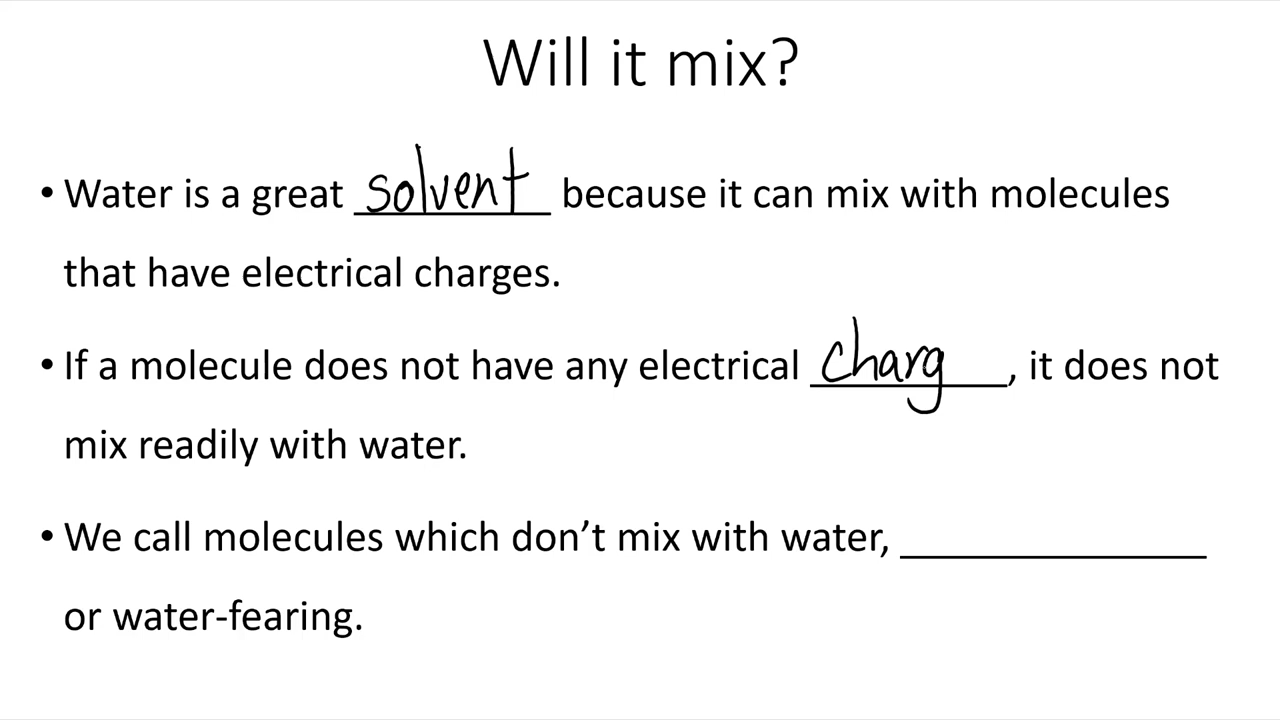 Will it mix?
• Water is a great solvent because it can mix with molecules
that have electrical charges.
• If a molecule does not have any electrical charg, it does not
mix readily with water.
• We call molecules which don’t mix with water, ______________
or water-fearing.